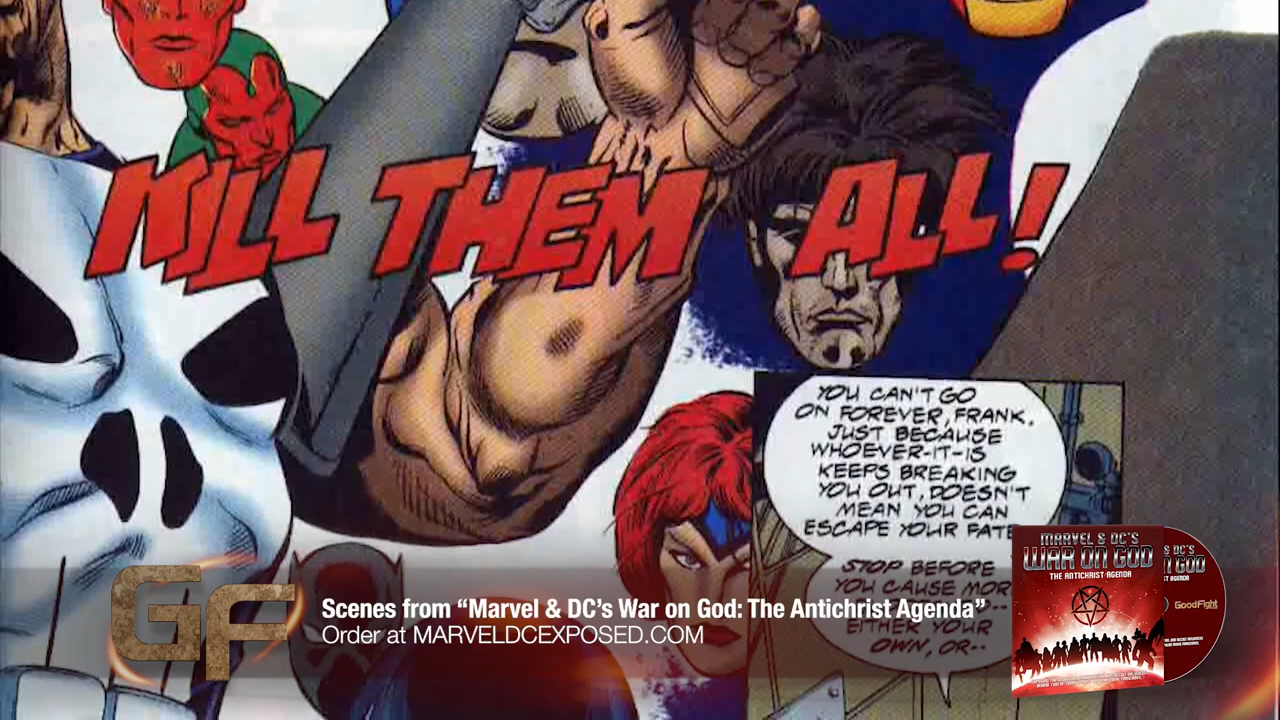 KILL THEM ALL!
YOU CAN'T GO
ON FOREVER, FRANK.
JUST BECAUSE
WHOEVER-IT-IS
KEEPS BREAKING
YOU OUT, DOESN'T
MEAN YOU CAN
ESCAPE YOUR FATE
STOP BEFORE
YOU CAUSE MOR
EITHER YOUR
OWN, OR--
GF
Scenes from “Marvel & DC’s War on God: The Antichrist Agenda”
Order at MARVELDCEXPOSED.COM
MARVEL & DC'S
WAR ON GOD
THE ANTICHRIST AGENDA
GoodFight